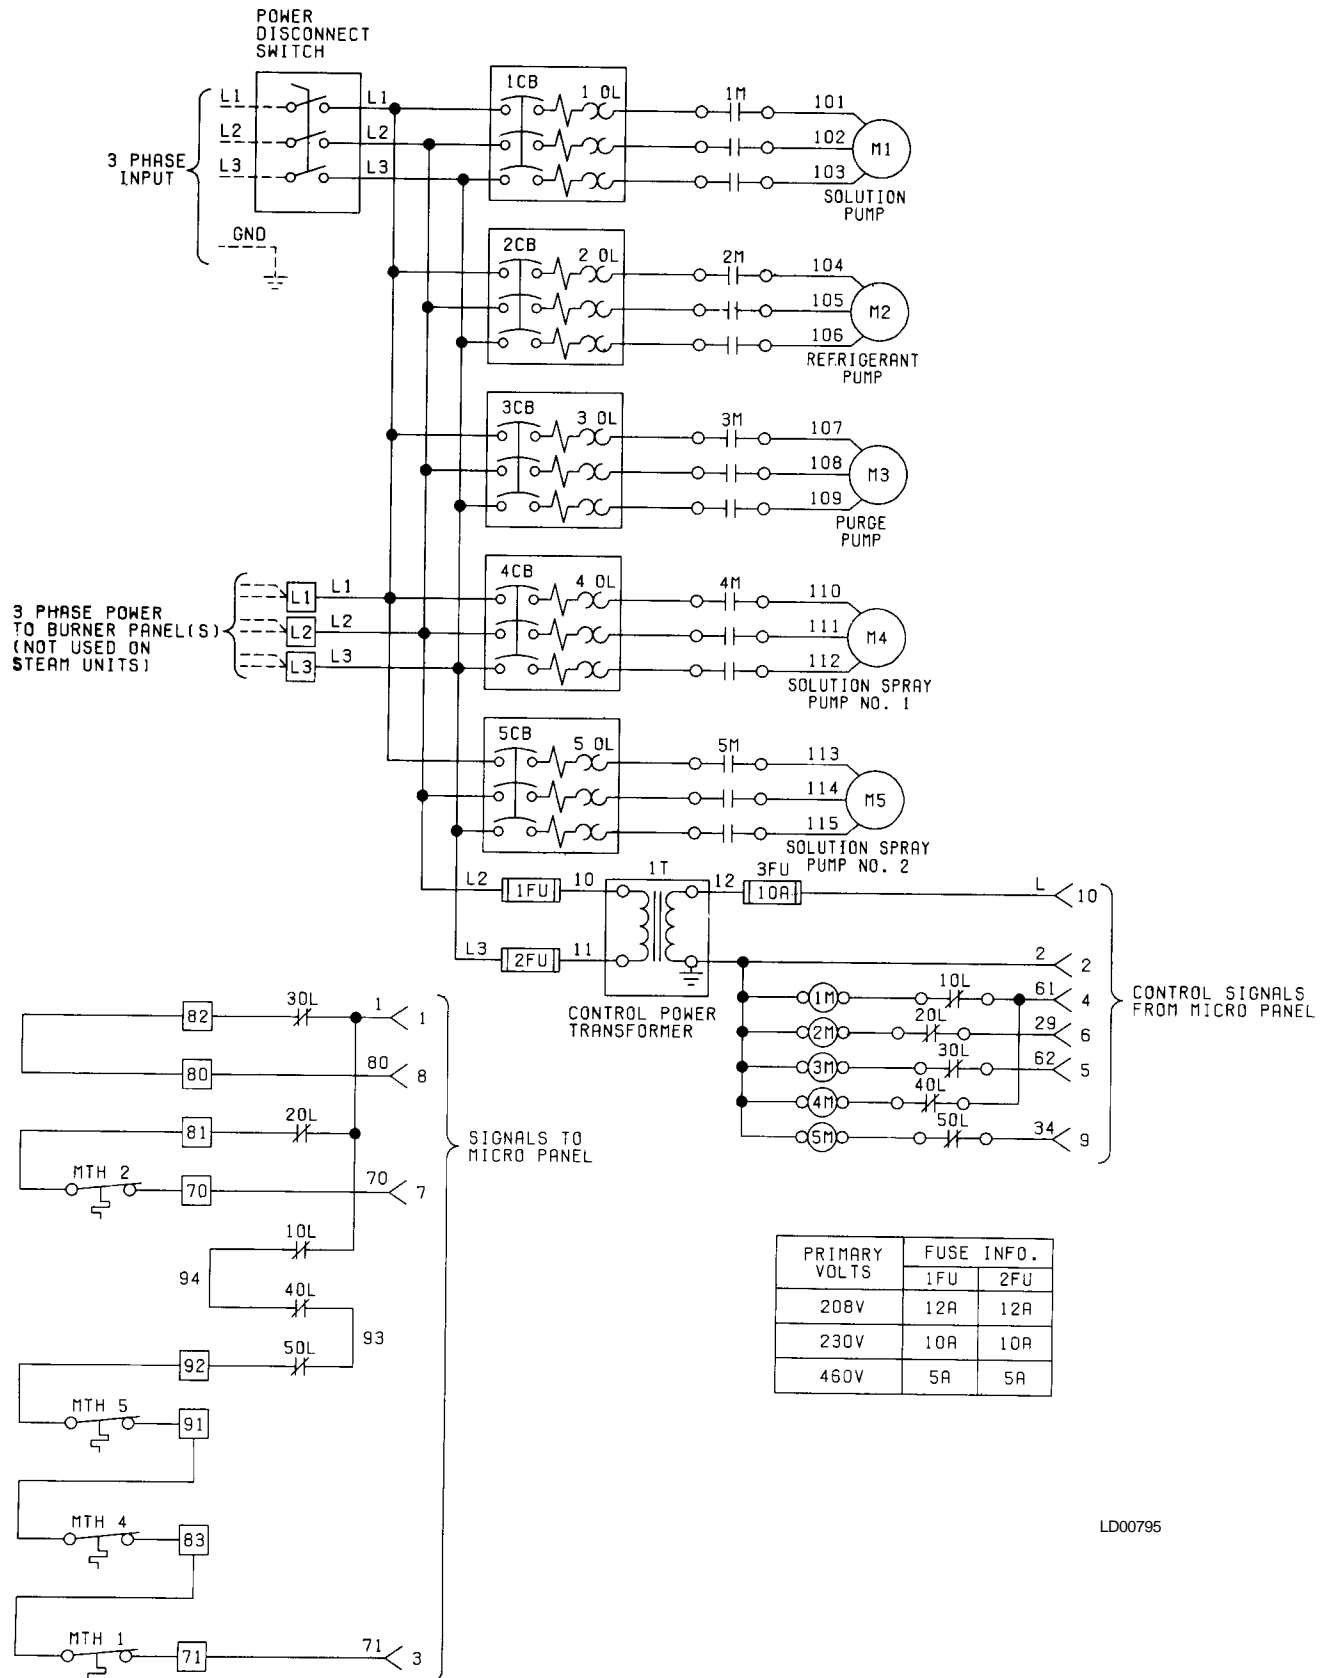 POWER
DISCONNECT
SWITCH
L1
L2
L3
L1
L2
L3
3 PHASE
INPUT
GND
1CB
1 OL
1M
101
102
103
M1
SOLUTION
PUMP
2CB
2 OL
2M
104
105
106
M2
REFRIGERANT
PUMP
3CB
3 OL
3M
107
108
109
M3
PURGE
PUMP
3 PHASE POWER
TO BURNER PANEL(S)
(NOT USED ON
STEAM UNITS)
L1 L1
L2 L2
L3 L3
4CB
4 OL
4M
110
111
112
M4
SOLUTION SPRAY
PUMP NO. 1
5CB
5 OL
5M
113
114
115
M5
SOLUTION SPRAY
PUMP NO. 2
L2 1FU 10
L3 2FU 11
1T
12
3FU
10A
L 10
2 2
CONTROL POWER
TRANSFORMER
1M 1OL 61 4
2M 2OL 29 6
3M 3OL 62 5
4M 4OL
5M 5OL 34 9
CONTROL SIGNALS
FROM MICRO PANEL
82 3OL 1 1
80 80 8
81 2OL
MTH 2 70 70 7
1OL
94
4OL
93
92 5OL
MTH 5 91
MTH 4 83
MTH 1 71 71 3
SIGNALS TO
MICRO PANEL
PRIMARY
VOLTS
FUSE INFO.
1FU 2FU
208V 12A 12A
230V 10A 10A
460V 5A 5A
LD00795